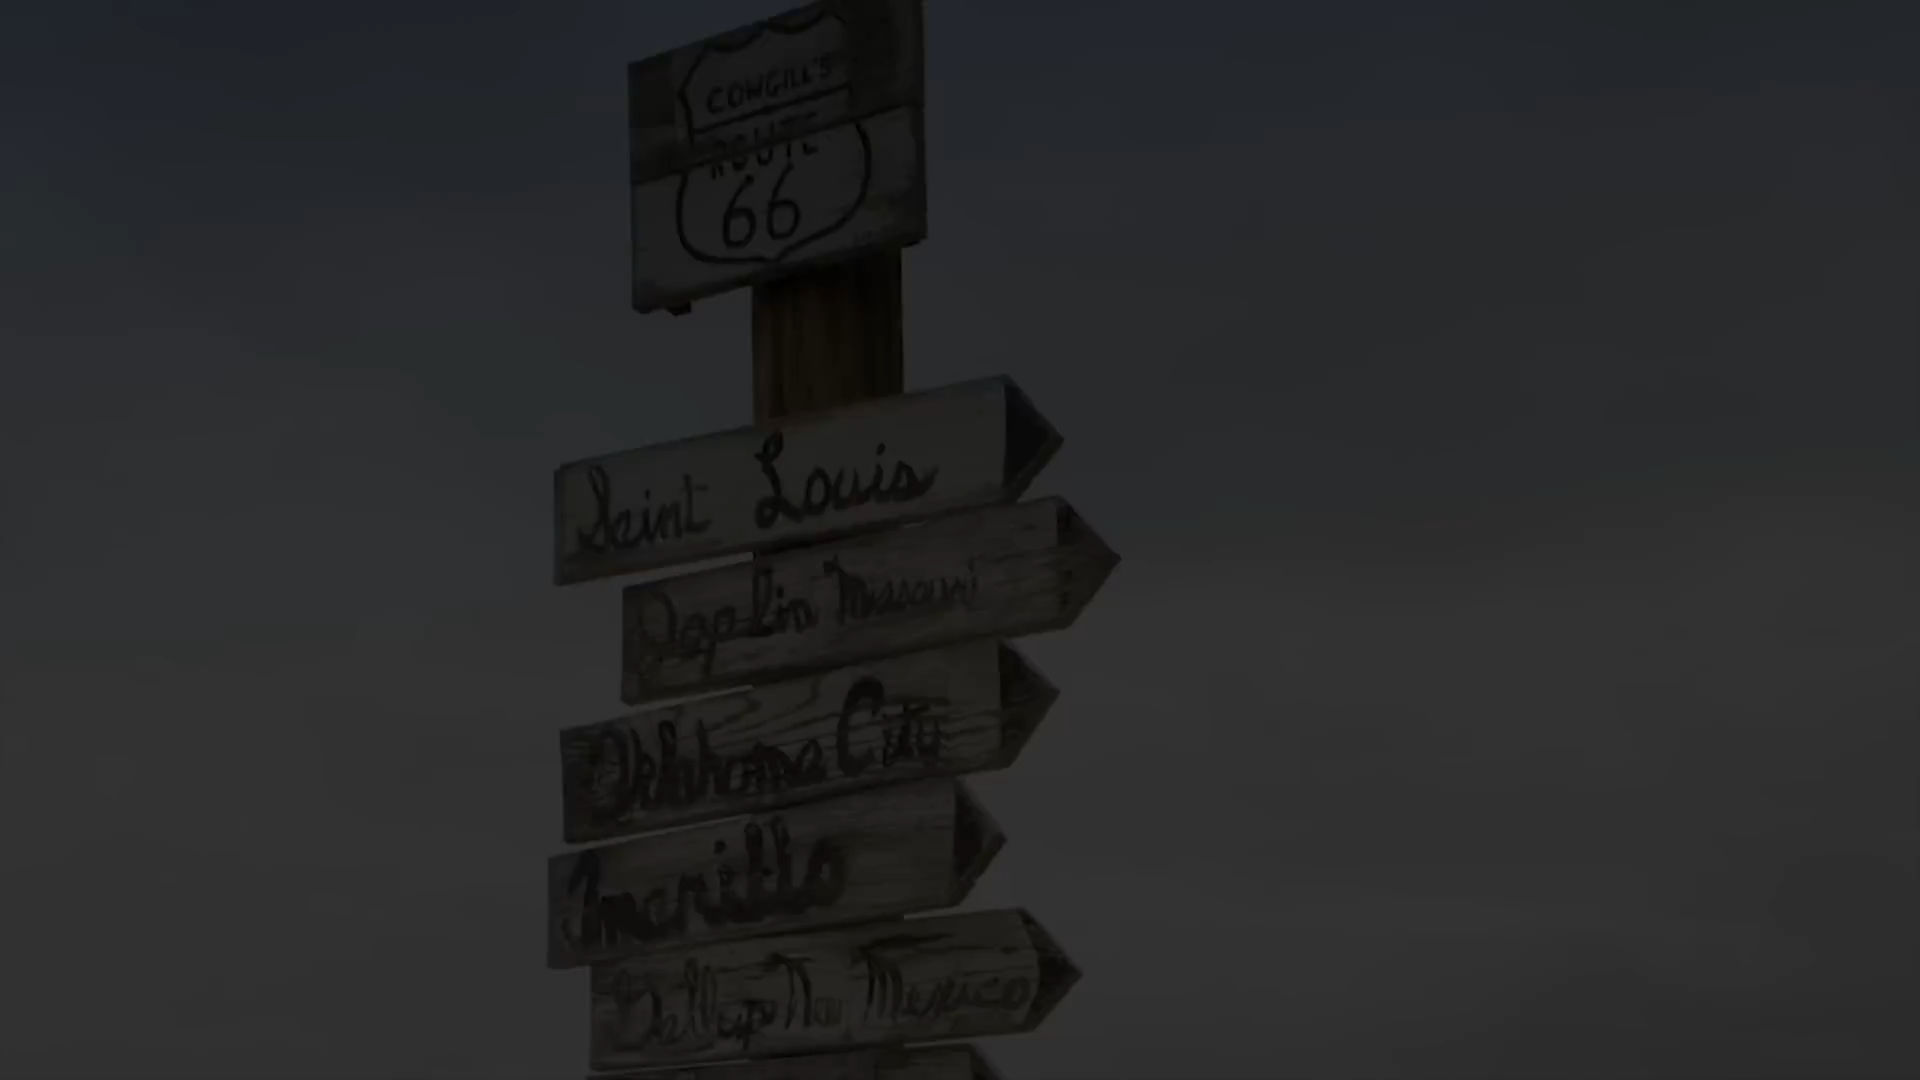 COWGILL'S
ROUTE
66
Saint Louis
Joplin Missouri
Oklahoma City
Amarillo
Gallup New Mexico